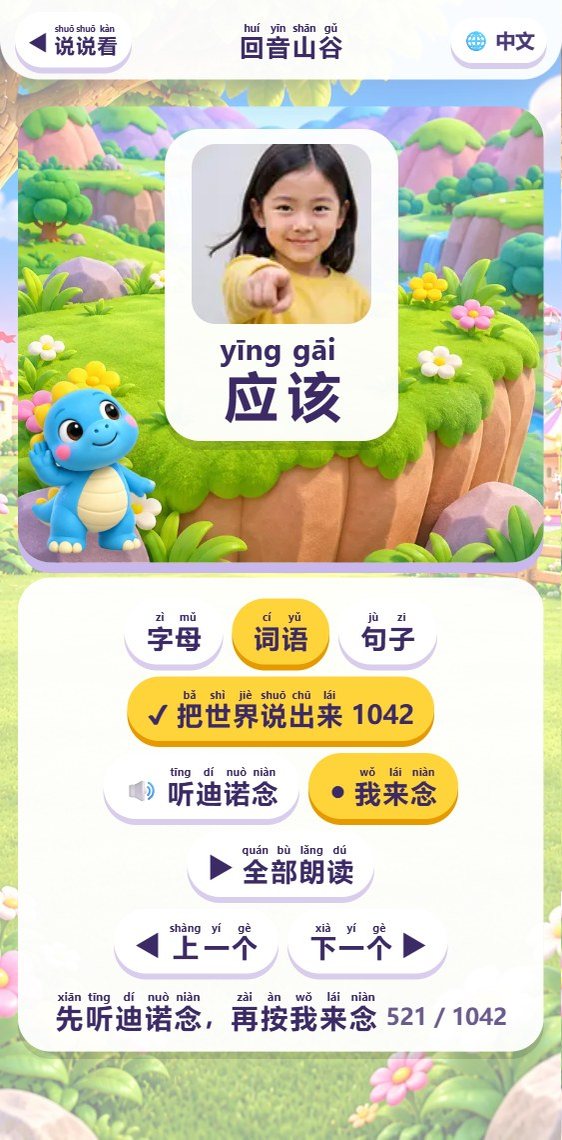 shuō shuō kàn
◀ 说说看
huí yīn shān gǔ
回音山谷
🌐 中文
yīng gāi
应该
zì mǔ
字母
cí yǔ
词语
jù zi
句子
bǎ shì jiè shuō chū lái
✓ 把世界说出来 1042
tīng dí nuò niàn
🔊 听迪诺念
wǒ lái niàn
● 我来念
quán bù lǎng dú
▶ 全部朗读
shàng yí gè
◀ 上一个
xià yí gè
下一个 ▶
xiān tīng dí nuò niàn zài àn wǒ lái niàn
先听迪诺念，再按我来念 521 / 1042